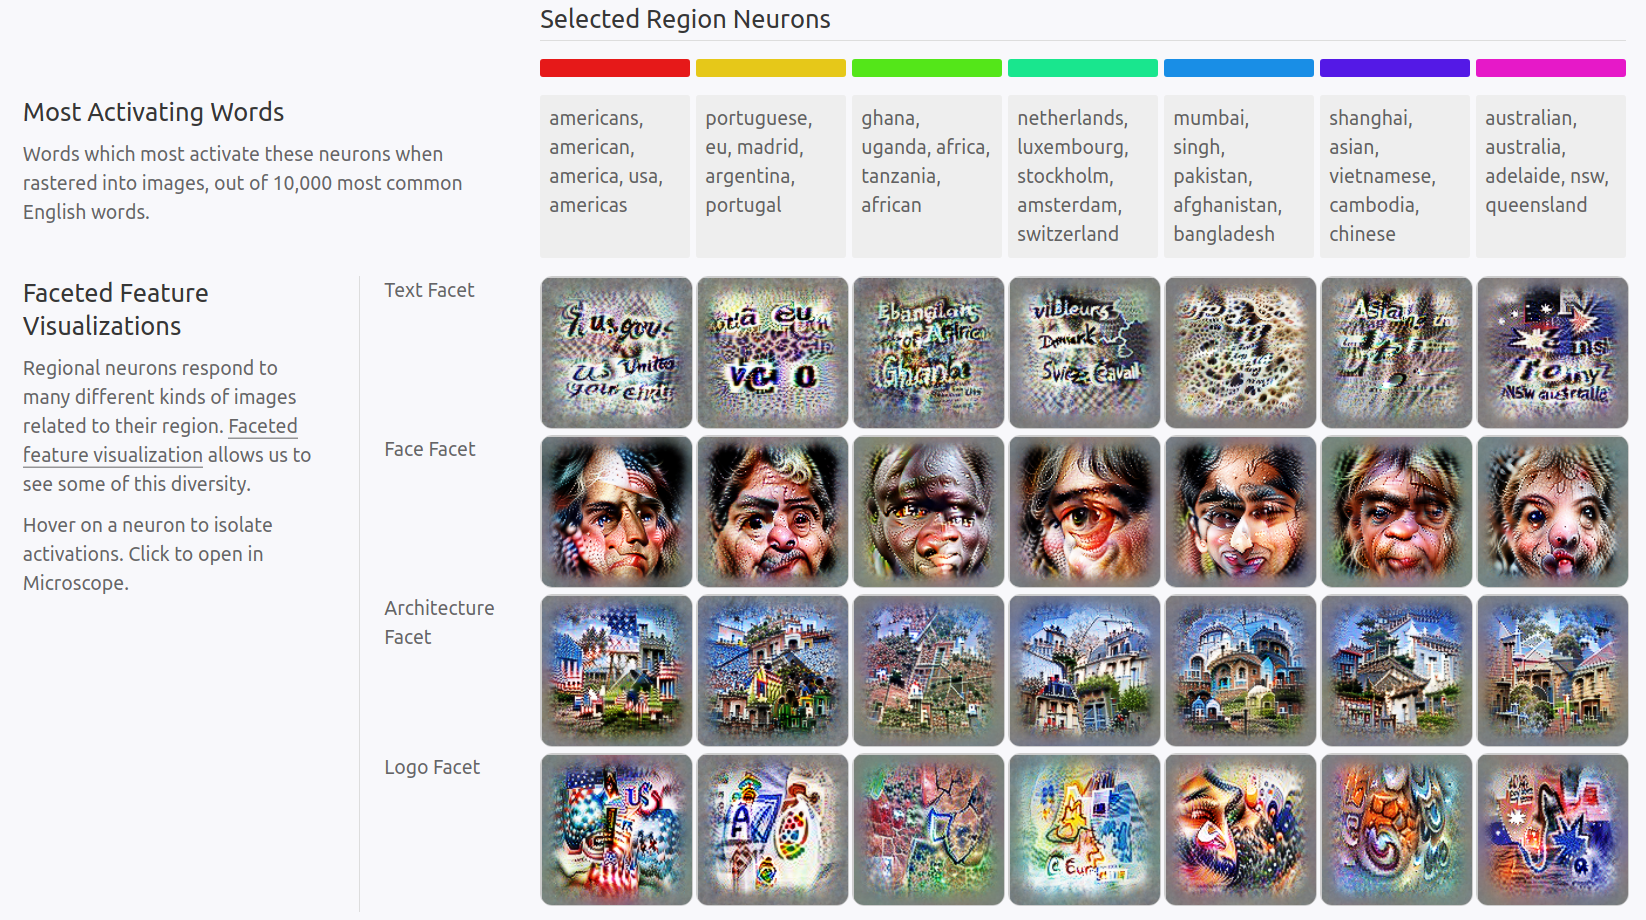 Selected Region Neurons
Most Activating Words
Words which most activate these neurons when
rastered into images, out of 10,000 most common
English words.
americans,
american,
america, usa,
americas
portuguese,
eu, madrid,
argentina,
portugal
ghana,
uganda, africa,
tanzania,
african
netherlands,
luxembourg,
stockholm,
amsterdam,
switzerland
mumbai,
singh,
pakistan,
afghanistan,
bangladesh
shanghai,
asian,
vietnamese,
cambodia,
chinese
australian,
australia,
adelaide, nsw,
queensland
Faceted Feature
Visualizations
Regional neurons respond to
many different kinds of images
related to their region. Faceted
feature visualization allows us to
see some of this diversity.
Hover on a neuron to isolate
activations. Click to open in
Microscope.
Text Facet
Face Facet
Architecture
Facet
Logo Facet